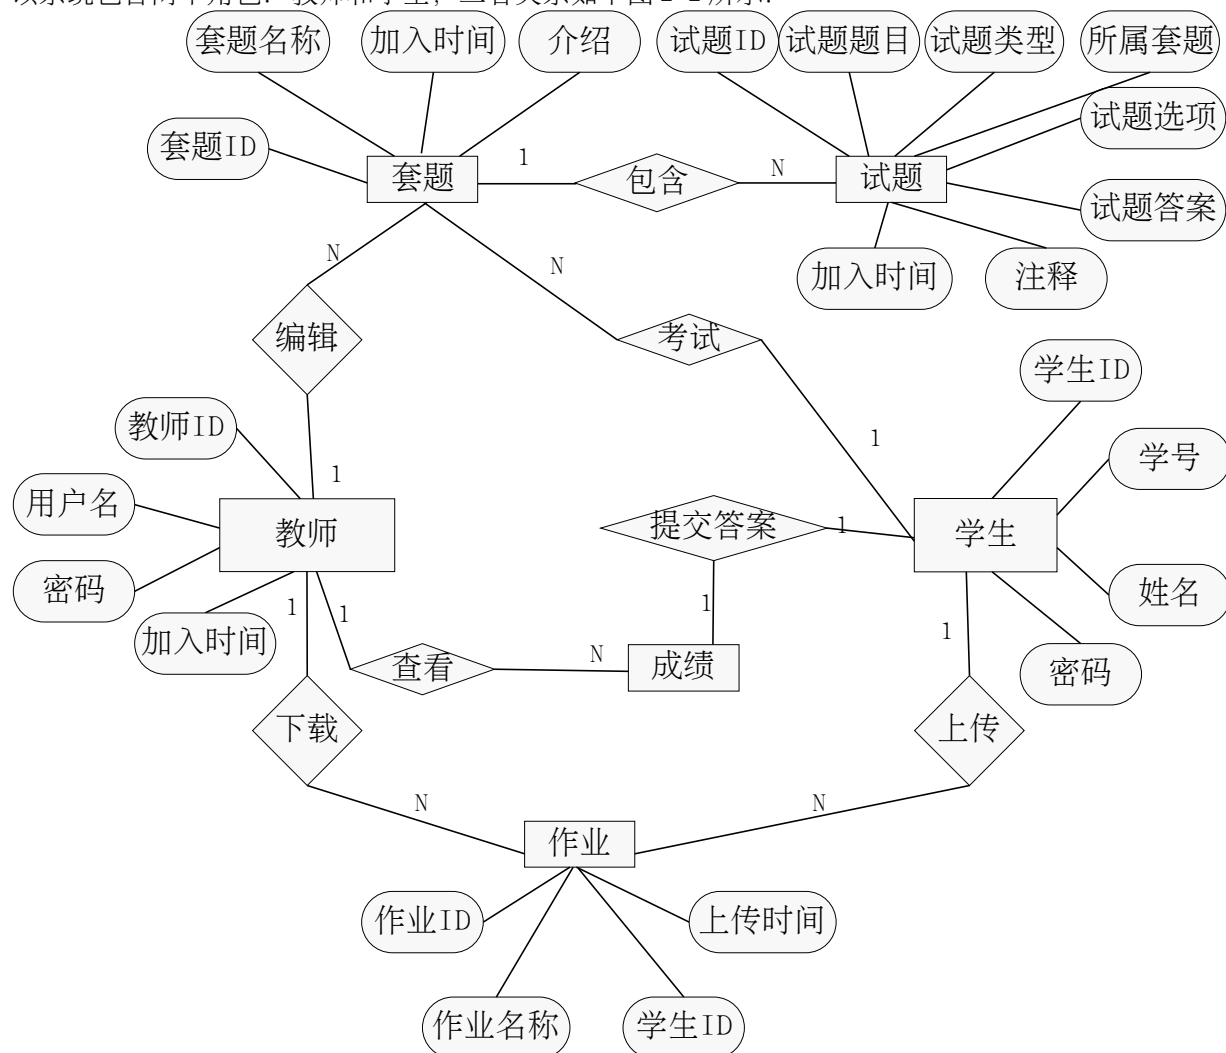 套题名称 加入时间 介绍 试题ID 试题题目 试题类型 所属套题
试题选项
套题ID 套题 1 包含 N 试题
试题答案
N N 加入时间 注释
编辑 考试
学生ID
教师ID 1
1 学号
用户名 教师 提交答案 1 学生
密码 姓名
1 1 1 1
加入时间 查看 N 成绩 密码
下载 上传
N N
作业
作业ID 上传时间
作业名称 学生ID